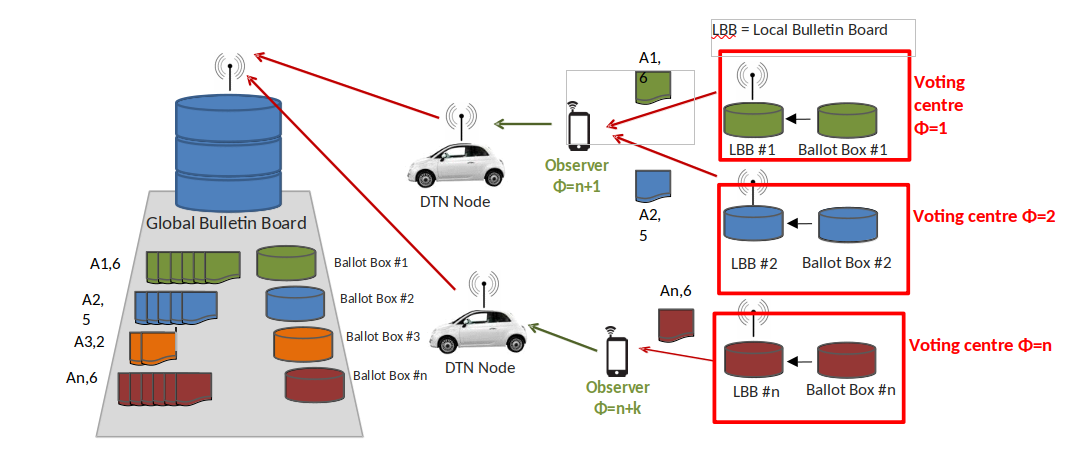 LBB = Local Bulletin Board
A1,
6
Voting
centre
Φ=1
LBB #1
Ballot Box #1
Observer
Φ=n+1
DTN Node
A2,
5
Voting centre Φ=2
LBB #2
Ballot Box #2
Global Bulletin Board
A1,6
Ballot Box #1
A2,
5
Ballot Box #2
A3,2
Ballot Box #3
An,6
Ballot Box #n
DTN Node
An,6
Observer
Φ=n+k
Voting centre Φ=n
LBB #n
Ballot Box #n